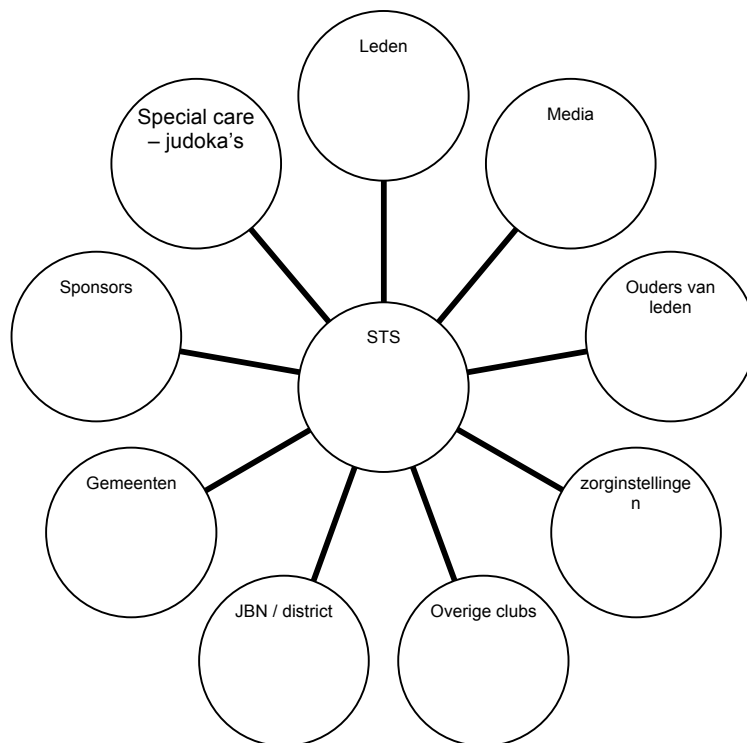 Leden
Media
Special care
– judoka's
Ouders van
leden
Sponsors
STS
Gemeenten
zorginstellinge
n
JBN / district
Overige clubs